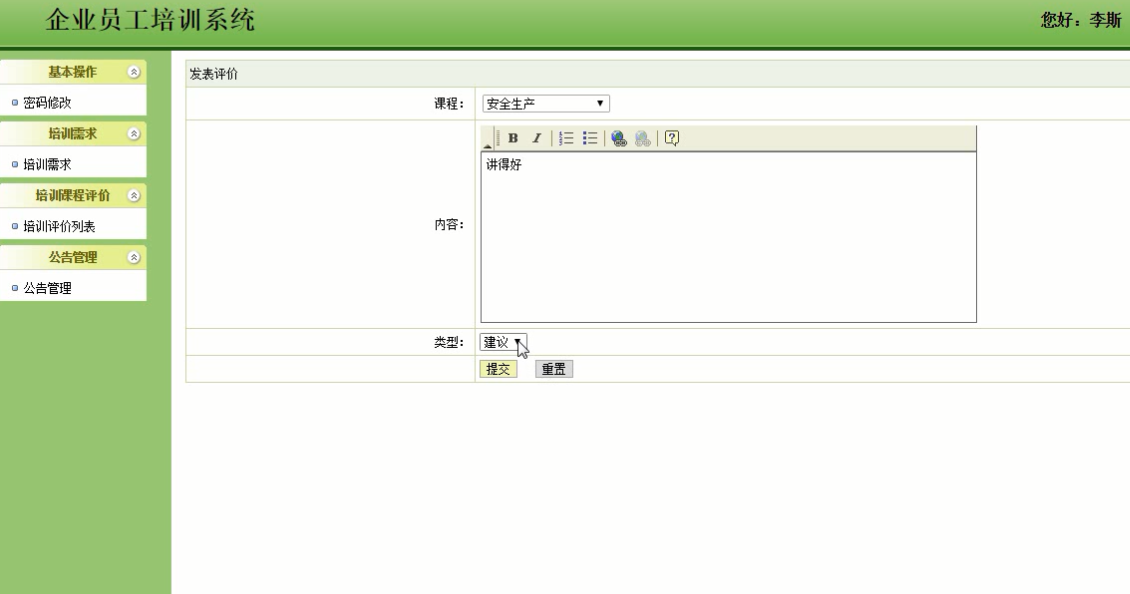 企业员工培训系统
您好：李斯
基本操作
密码修改
培训需求
培训需求
培训课程评价
培训评价列表
公告管理
公告管理
发表评价
课程： 安全生产
B I
内容： 讲得好
类型： 建议
提交 重置